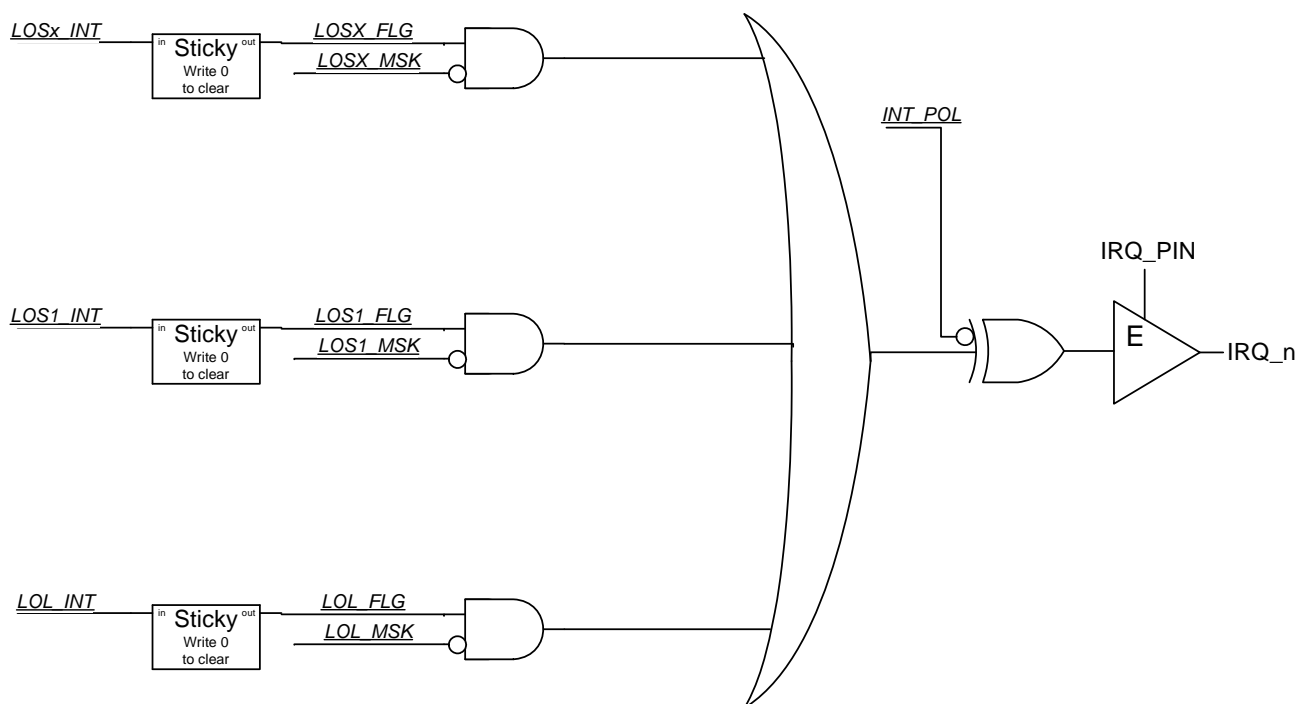 LOSx_INT
in Sticky out
Write 0
to clear
LOSX_FLG
LOSX_MSK
INT_POL
IRQ_PIN
LOS1_INT
in Sticky out
Write 0
to clear
LOS1_FLG
LOS1_MSK
E
IRQ_n
LOL_INT
in Sticky out
Write 0
to clear
LOL_FLG
LOL_MSK